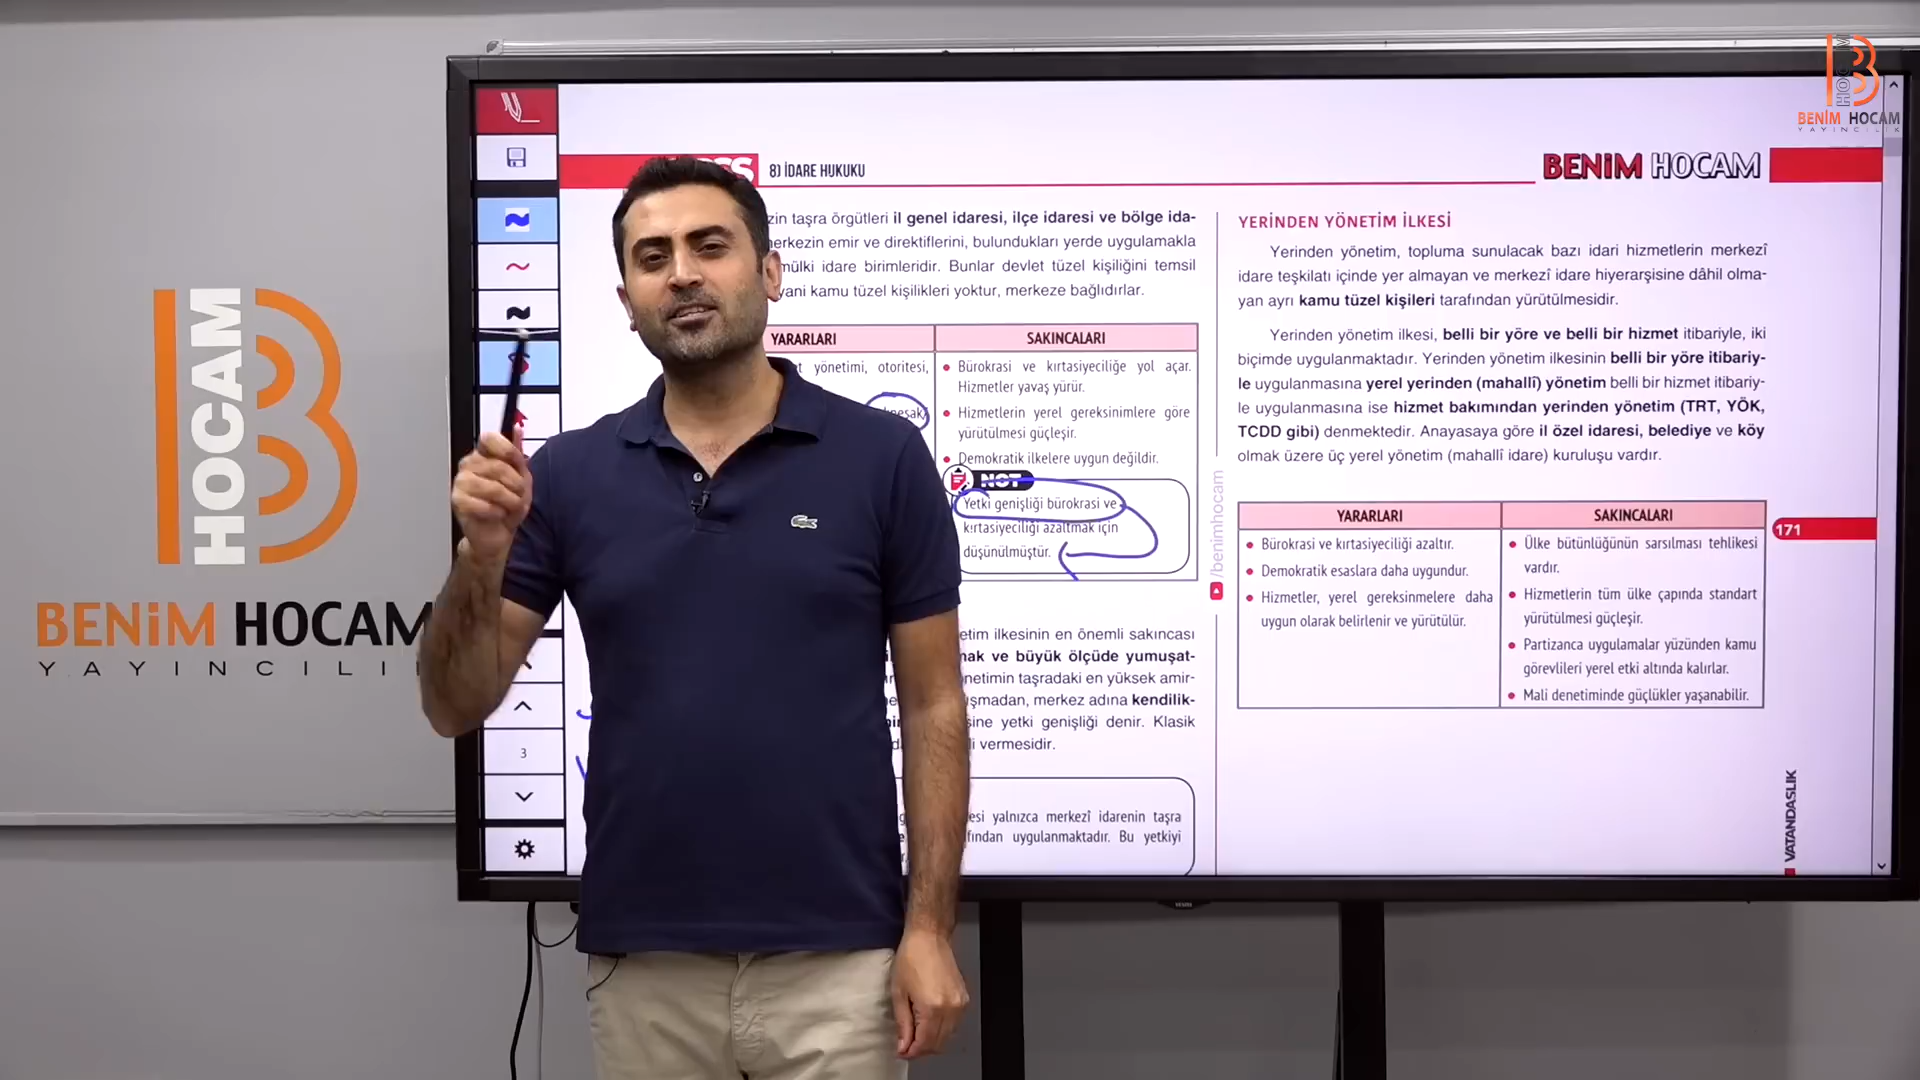 HOCAM
BENİM HOCAM
YAYINCILIK
HOCAM
BENİM HOCAM
YAYINCILI
8) İDARE HUKUKU
BENİM HOCAM
zin taşra örgütleri il genel idaresi, ilçe idaresi ve bölge ida-
erkezin emir ve direktiflerini, bulundukları yerde uygulamakla
mülki idare birimleridir. Bunlar devlet tüzel kişiliğini temsil
yani kamu tüzel kişilikleri yoktur, merkeze bağlıdırlar.
YARARLARI
SAKINCALARI
t yönetimi, otoritesi,
Bürokrasi ve kırtasiyeciliğe yol açar.
Hizmetler yavaş yürür.
Hizmetlerin yerel gereksinimlere göre
yürütülmesi güçleşir.
Demokratik ilkelere uygun değildir.
NOT
Yetki genişliği bürokrasi ve
kırtasiyeciliği azaltmak için
düşünülmüştür.
etim ilkesinin en önemli sakıncası
mak ve büyük ölçüde yumuşat-
önetimin taşradaki en yüksek amir-
ışmadan, merkez adına kendilik-
sine yetki genişliği denir. Klasik
li vermesidir.
esi yalnızca merkezî idarenin taşra
fından uygulanmaktadır. Bu yetkiyi
3
/benimhocam
YERİNDEN YÖNETİM İLKESİ
Yerinden yönetim, topluma sunulacak bazı idari hizmetlerin merkezî
idare teşkilatı içinde yer almayan ve merkezî idare hiyerarşisine dâhil olma-
yan ayrı kamu tüzel kişileri tarafından yürütülmesidir.
Yerinden yönetim ilkesi, belli bir yöre ve belli bir hizmet itibariyle, iki
biçimde uygulanmaktadır. Yerinden yönetim ilkesinin belli bir yöre itibariy-
le uygulanmasına yerel yerinden (mahallî) yönetim belli bir hizmet itibariy-
le uygulanmasına ise hizmet bakımından yerinden yönetim (TRT, YÖK,
TCDD gibi) denmektedir. Anayasaya göre il özel idaresi, belediye ve köy
olmak üzere üç yerel yönetim (mahallî idare) kuruluşu vardır.
YARARLARI
SAKINCALARI
Bürokrasi ve kırtasiyeciliği azaltır.
Demokratik esaslara daha uygundur.
Hizmetler, yerel gereksinmelere daha
uygun olarak belirlenir ve yürütülür.
Ülke bütünlüğünün sarsılması tehlikesi
vardır.
Hizmetlerin tüm ülke çapında standart
yürütülmesi güçleşir.
Partizanca uygulamalar yüzünden kamu
görevlileri yerel etki altında kalırlar.
Mali denetiminde güçlükler yaşanabilir.
171
VATANDAŞLIK